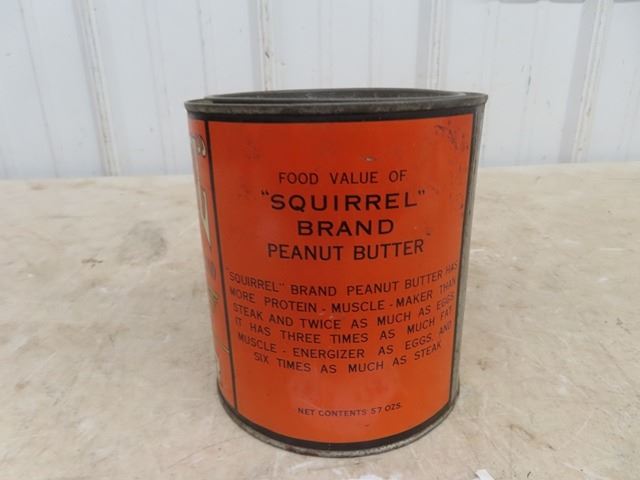 FOOD VALUE OF
"SQUIRREL"
BRAND
PEANUT BUTTER
"SQUIRREL" BRAND PEANUT BUTTER HAS
MORE PROTEIN - MUSCLE - MAKER THAN
STEAK AND TWICE AS MUCH AS EGGS
IT HAS THREE TIMES AS MUCH FAT
MUSCLE - ENERGIZER AS EGGS AND
SIX TIMES AS MUCH AS STEAK
NET CONTENTS 57 OZS.